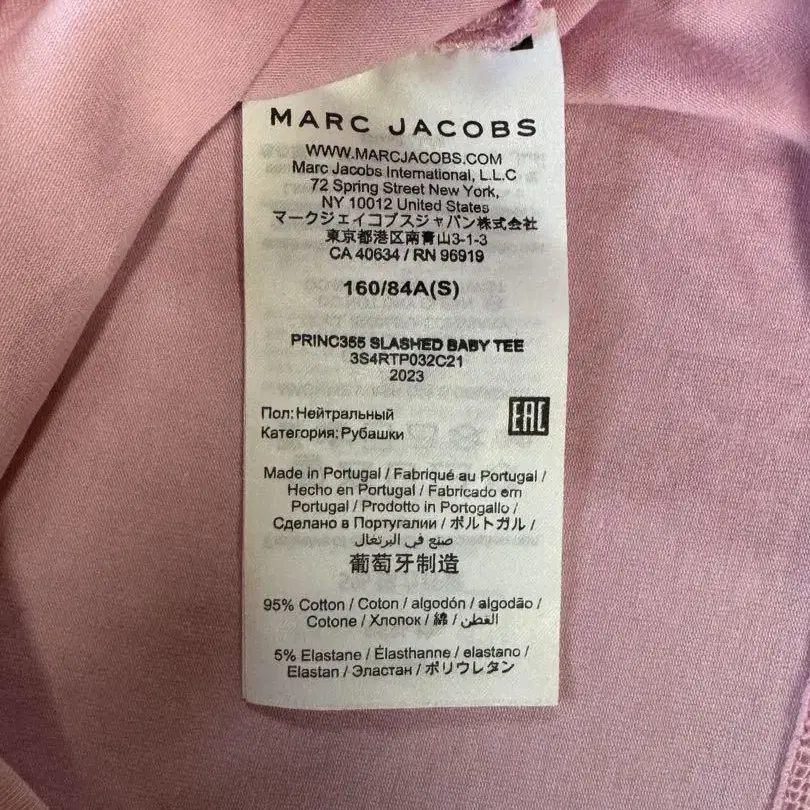 MARC JACOBS
WWW.MARCJACOBS.COM
Marc Jacobs International, L.L.C
72 Spring Street New York,
NY 10012 United States
マークジェイコブスジャパン株式会社
東京都港区南青山3-1-3
CA 40634 / RN 96919
160/84A(S)
PRINC355 SLASHED BABY TEE
3S4RTP032C21
2023
Пол: Нейтральный
Категория: Рубашки
EAC
Made in Portugal / Fabriqué au Portugal /
Hecho en Portugal / Fabricado em
Portugal / Prodotto in Portogallo /
Сделано в Португалии / ポルトガル /
صنع في البرتغال
葡萄牙制造
95% Cotton / Coton / algodón / algodão /
Cotone / Хлопок / 綿 / القطن
5% Elastane / Élasthanne / elastano /
Elastan / Эластан / ポリウレタン